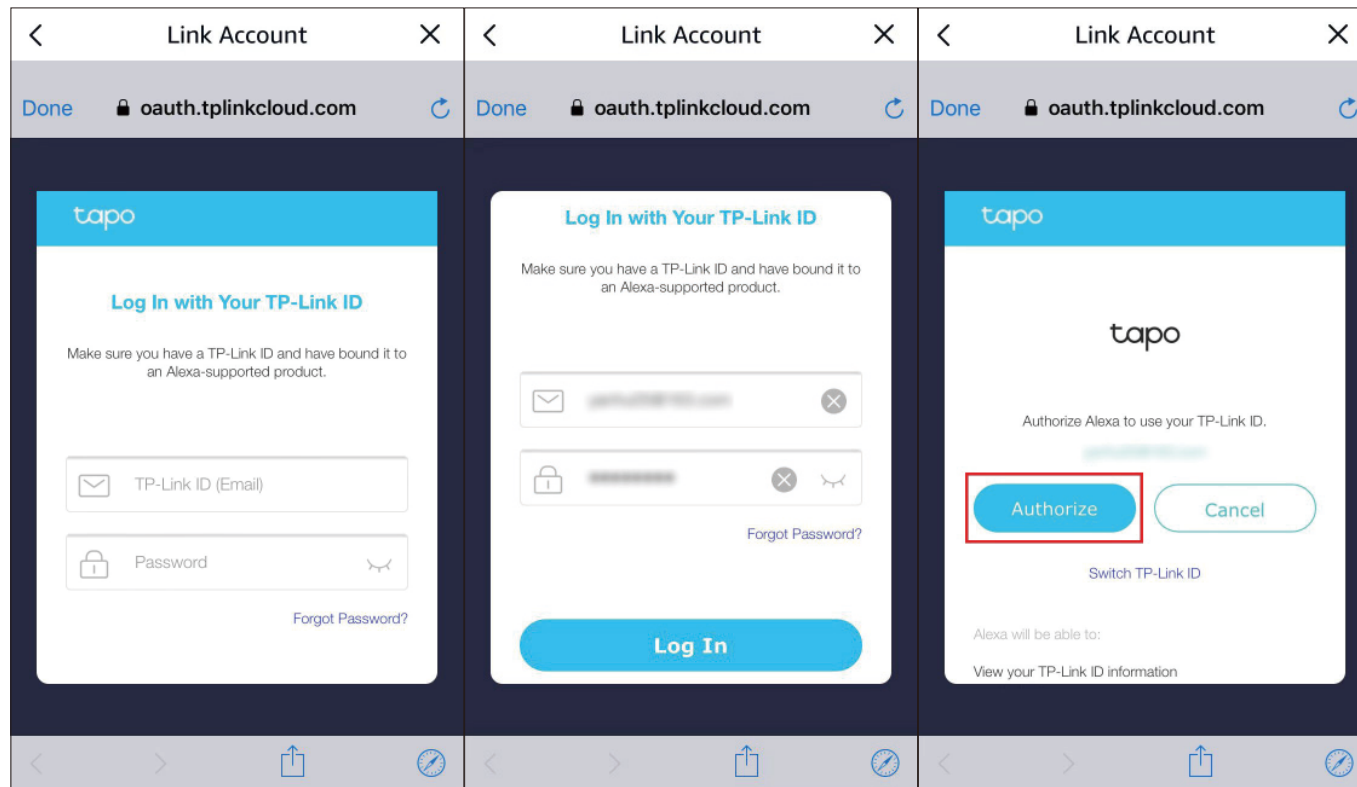 Link Account
Done oauth.tplinkcloud.com
tapo
Log In with Your TP-Link ID
Make sure you have a TP-Link ID and have bound it to
an Alexa-supported product.
TP-Link ID (Email)
Password
Forgot Password?
Link Account
Done oauth.tplinkcloud.com
Log In with Your TP-Link ID
Make sure you have a TP-Link ID and have bound it to
an Alexa-supported product.
Forgot Password?
Log In
Link Account
Done oauth.tplinkcloud.com
tapo
tapo
Authorize Alexa to use your TP-Link ID.
Authorize Cancel
Switch TP-Link ID
Alexa will be able to:
View your TP-Link ID information